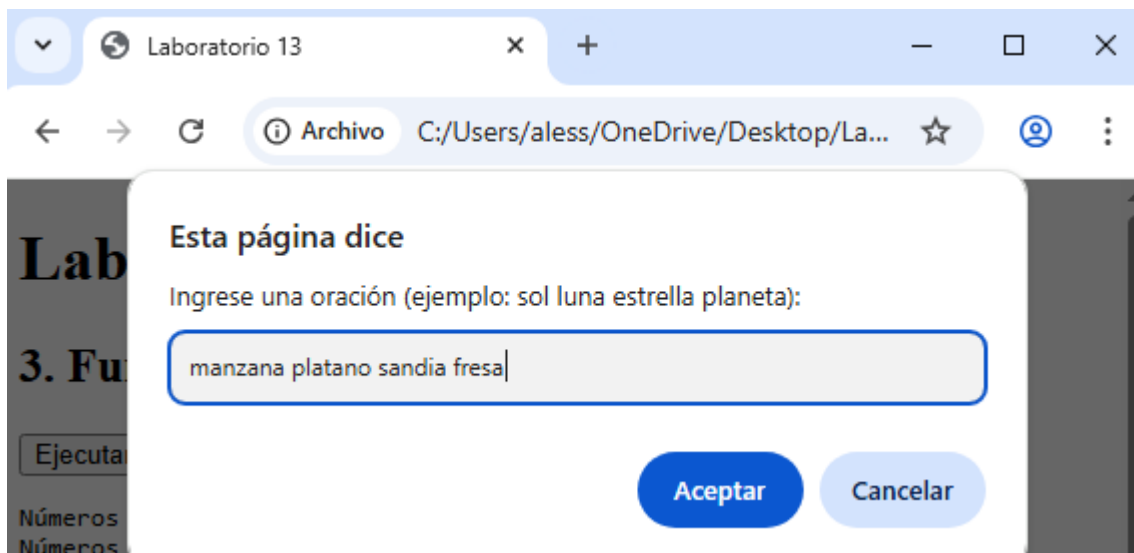 Laboratorio 13
Archivo C:/Users/aless/OneDrive/Desktop/La...
Esta página dice
Lab
Ingrese una oración (ejemplo: sol luna estrella planeta):
3. Fu
manzana platano sandia fresa
Ejecuta
Aceptar Cancelar
Números
Números